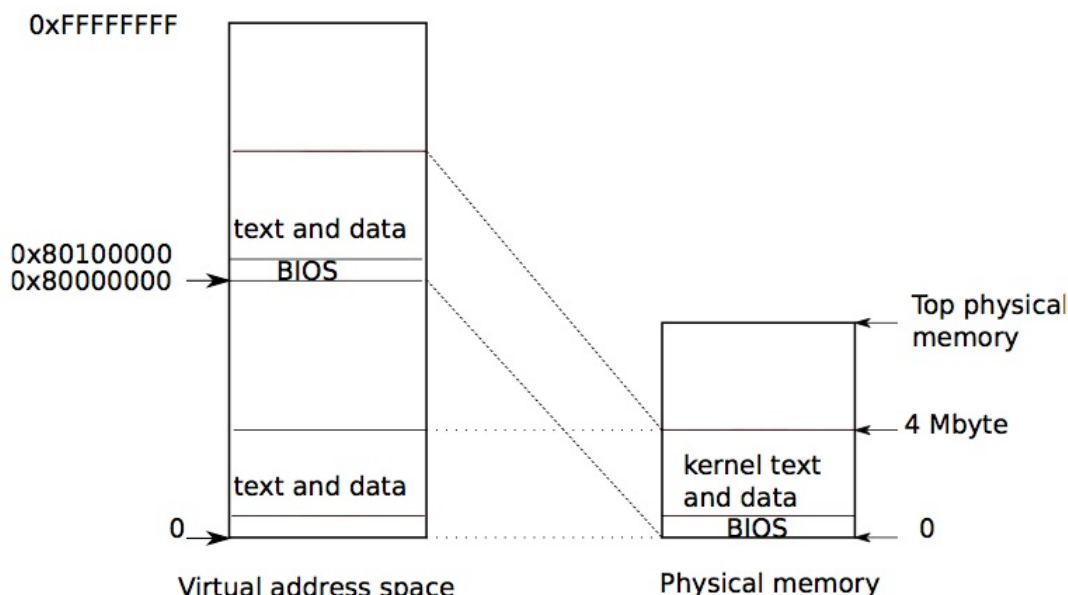 0xFFFFFFFF
text and data
0x80100000
BIOS
0x80000000
text and data
0
Virtual address space
Top physical
memory
4 Mbyte
kernel text
and data
BIOS
0
Physical memory